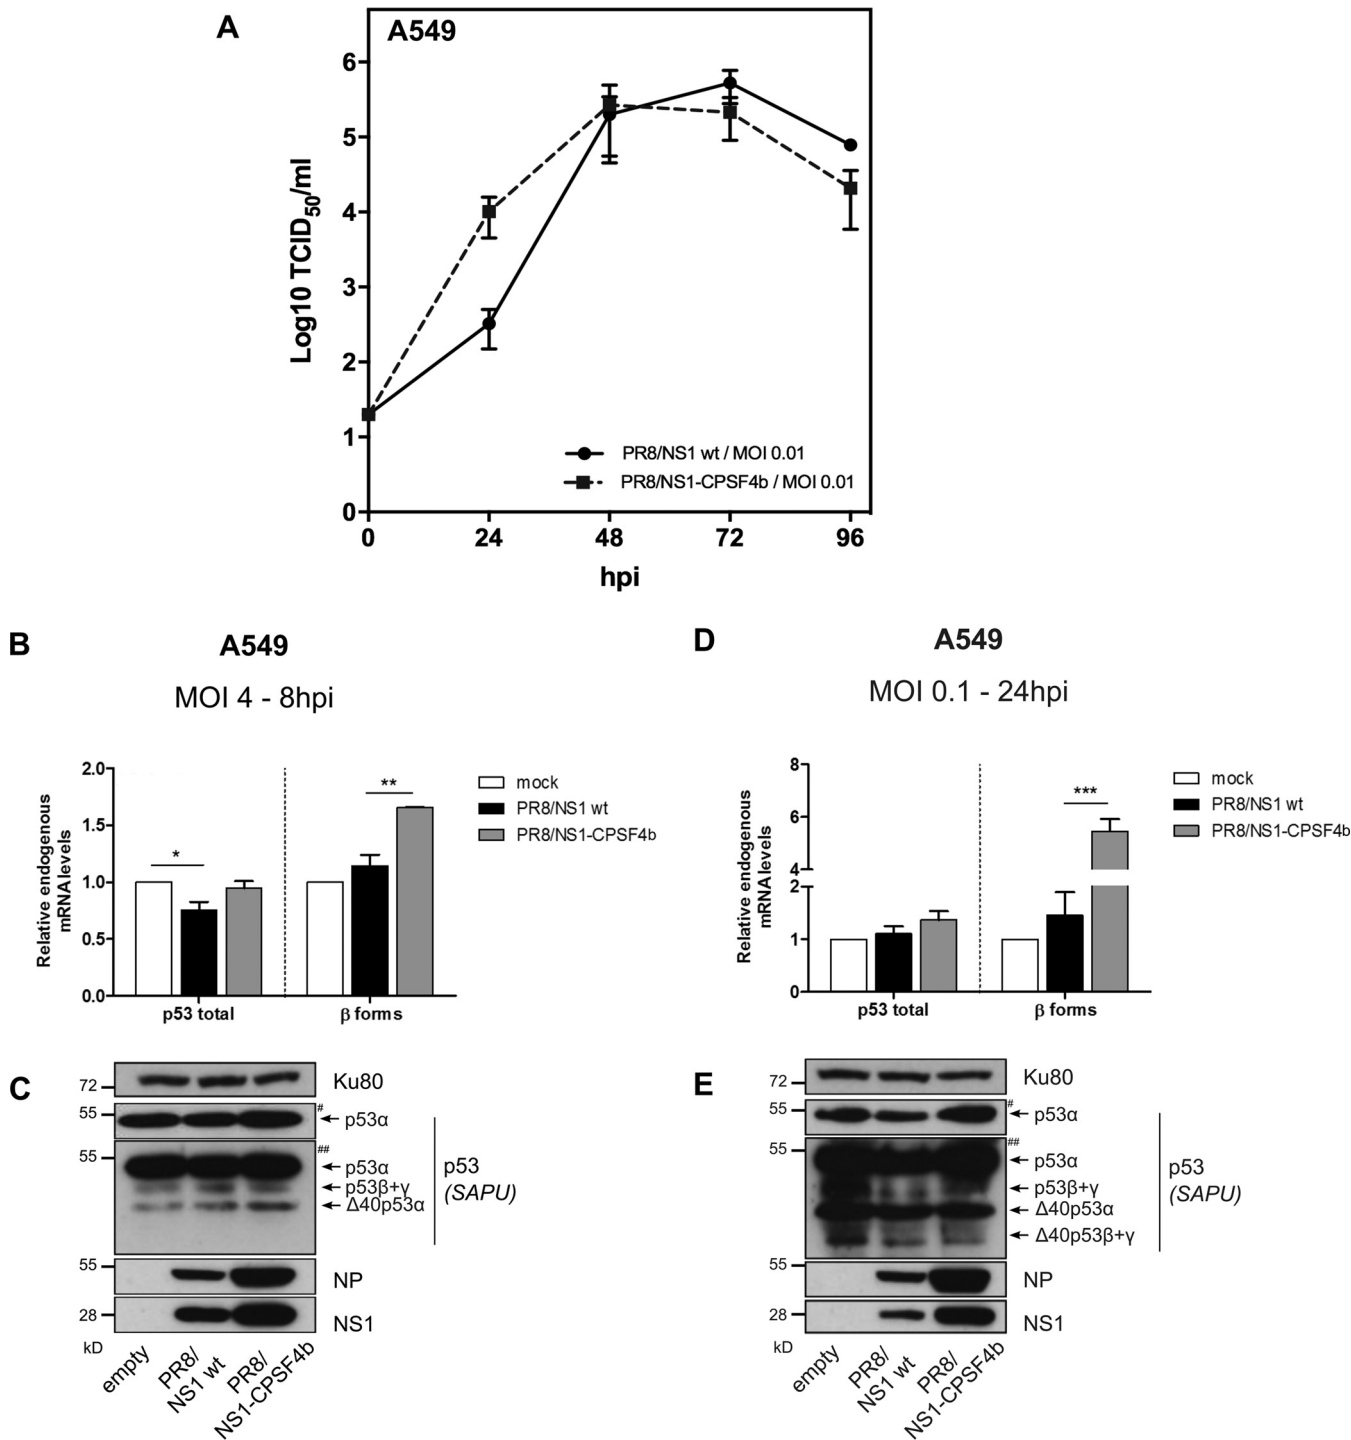 A
A549
6
5
4
3
2
1
0
Log10 TCID50/ml
PR8/NS1 wt / MOI 0.01
PR8/NS1-CPSF4b / MOI 0.01
0 24 48 72 96
hpi
B
A549
MOI 4 - 8hpi
2.0
1.5
1.0
0.5
0.0
Relative endogenous
mRNA levels
*
**
mock
PR8/NS1 wt
PR8/NS1-CPSF4b
p53 total
β forms
D
A549
MOI 0.1 - 24hpi
8
6
4
2
1
0
Relative endogenous
mRNA levels
***
mock
PR8/NS1 wt
PR8/NS1-CPSF4b
p53 total
β forms
C
72
Ku80
55
#
p53α
55
##
p53α
p53β+γ
Δ40p53α
p53
(SAPU)
55
NP
28
NS1
kD
empty
PR8/
NS1 wt
PR8/
NS1-CPSF4b
E
72
Ku80
55
#
p53α
55
##
p53α
p53β+γ
Δ40p53α
Δ40p53β+γ
p53
(SAPU)
55
NP
28
NS1
kD
empty
PR8/
NS1 wt
PR8/
NS1-CPSF4b